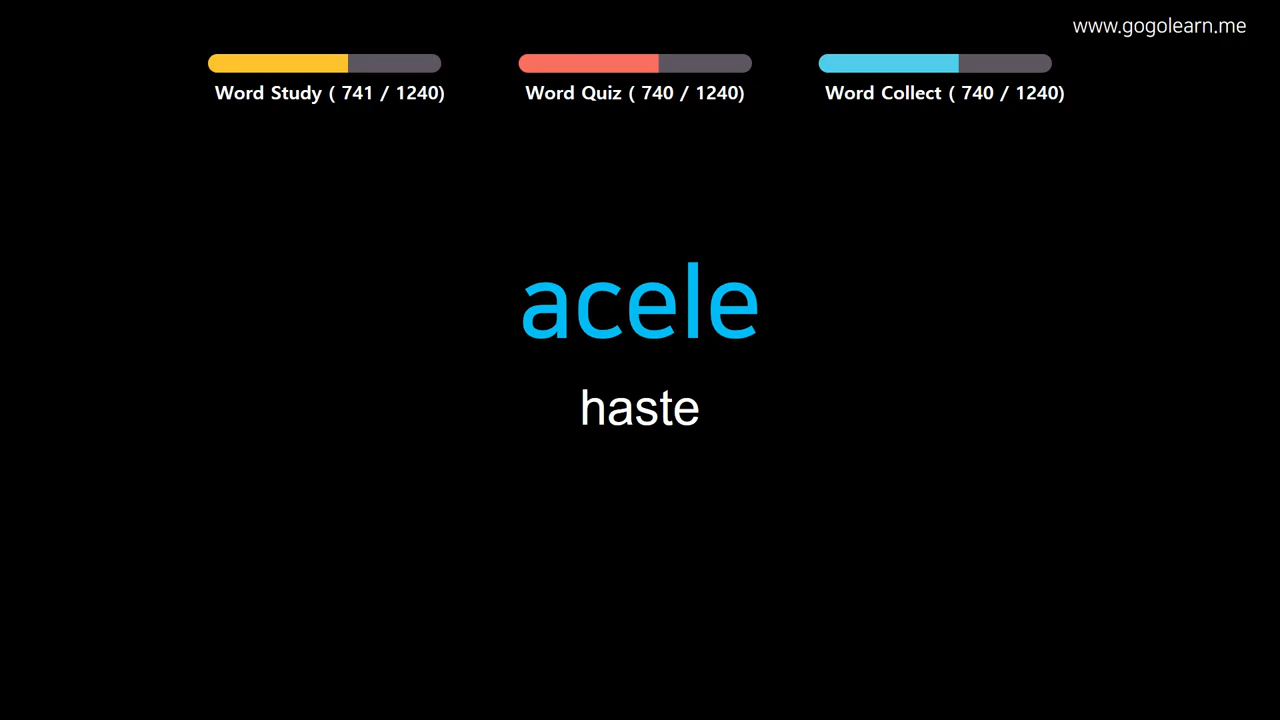 www.gogolearn.me
Word Study ( 741 / 1240)
Word Quiz ( 740 / 1240)
Word Collect ( 740 / 1240)
acele
haste